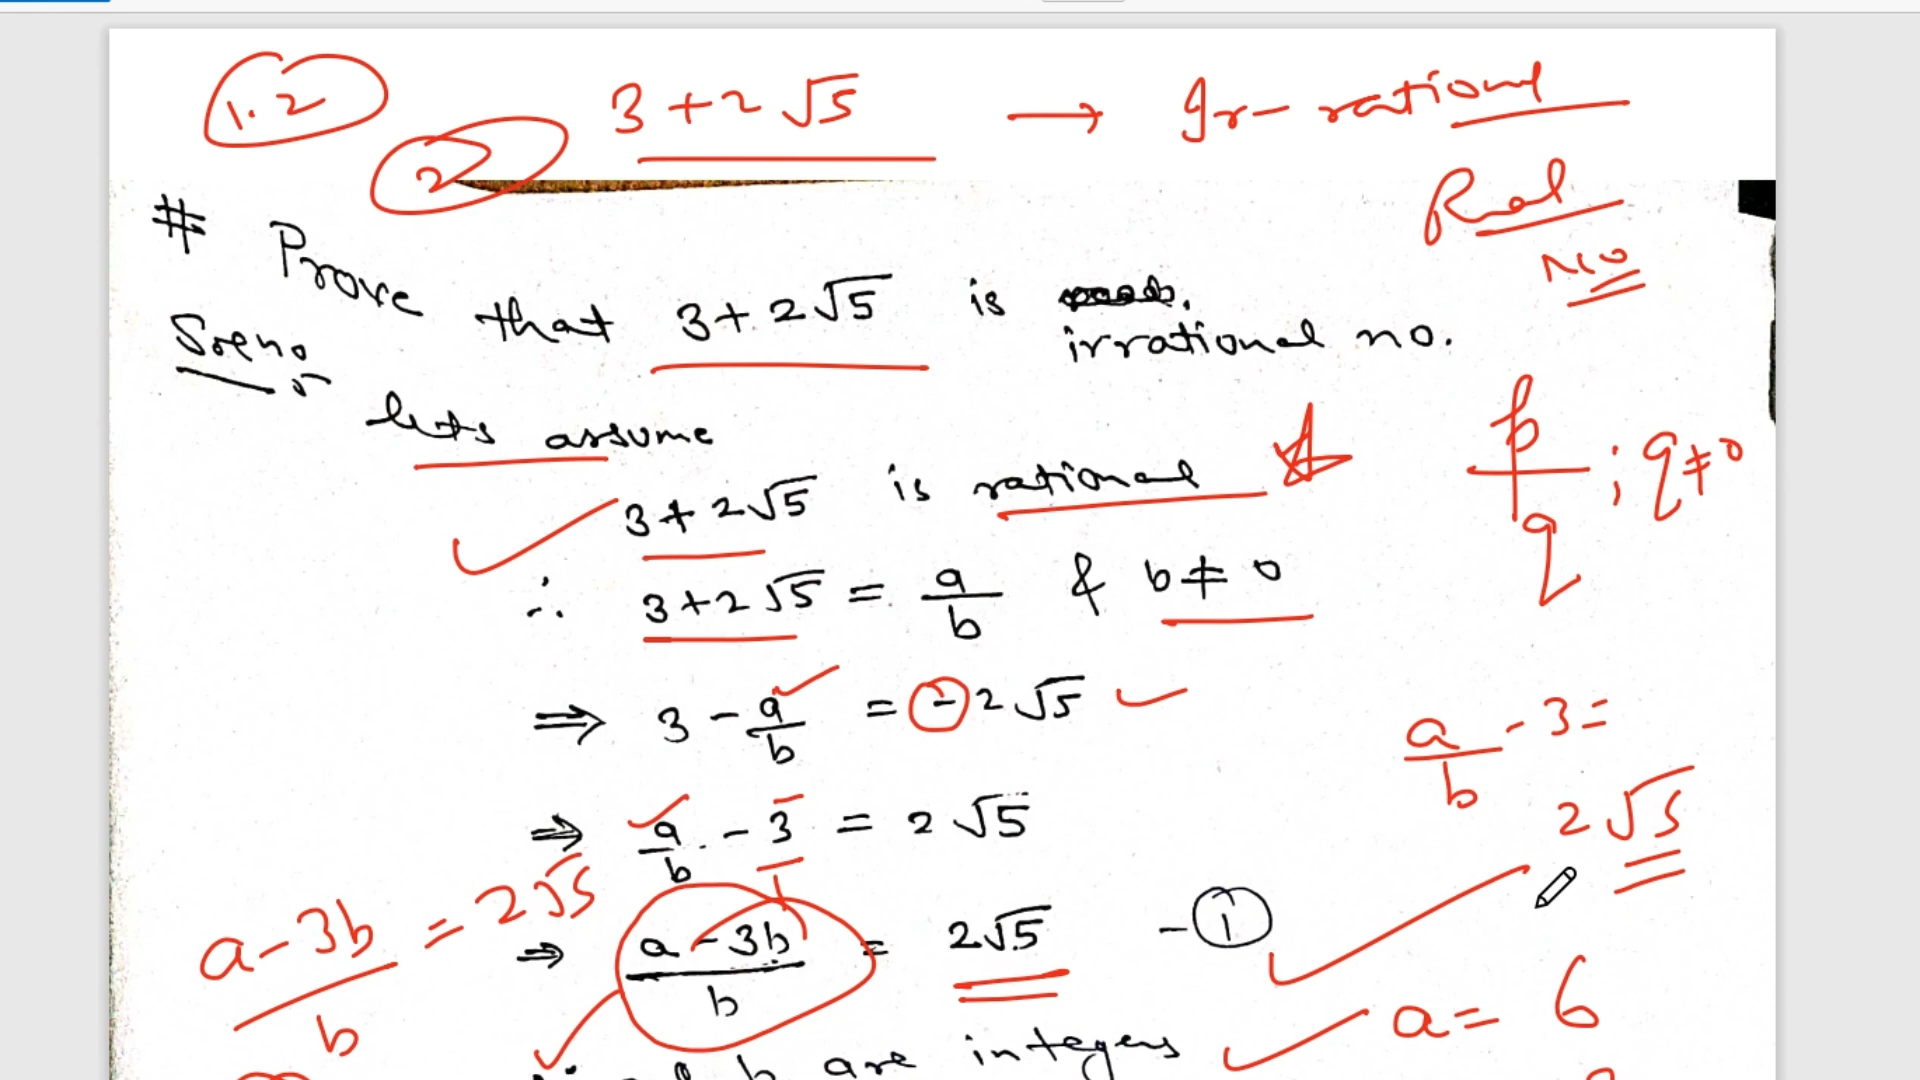 1.2
2
3+2√5 → Ir-rational
Real
No
# Prove that 3+2√5 is irrational no.
Soln:
lets assume
3+2√5 is rational
p/q ; q≠0
∴ 3+2√5 = a/b & b≠0
⇒ 3 - a/b = -2√5
a/b - 3 =
2√5
⇒ a/b - 3/1 = 2√5
a-3b/b = 2√5
⇒ a-3b/b = 2√5 -①
a= 6
b are integers